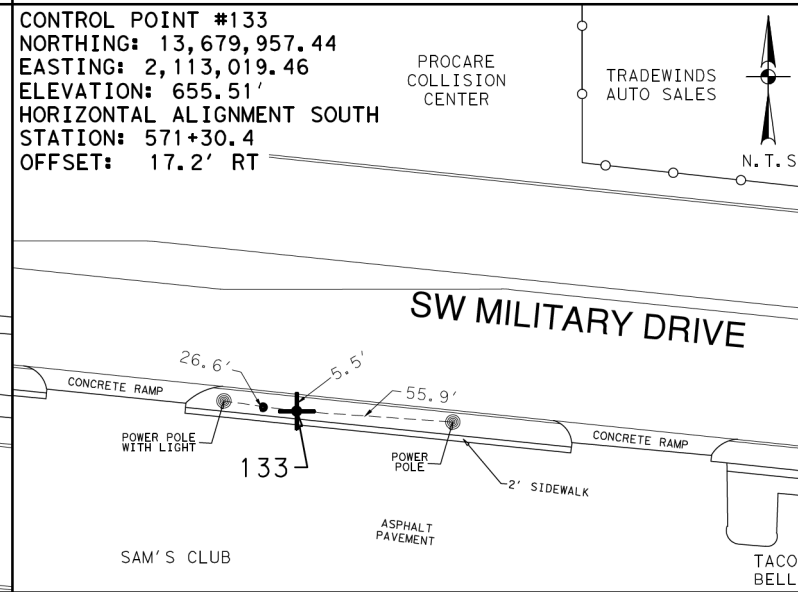 CONTROL POINT #133
NORTHING: 13,679,957.44
EASTING: 2,113,019.46
ELEVATION: 655.51'
HORIZONTAL ALIGNMENT SOUTH
STATION: 571+30.4
OFFSET: 17.2' RT
PROCARE
COLLISION
CENTER
TRADEWINDS
AUTO SALES
N.T.S
SW MILITARY DRIVE
26.6'
5.5'
55.9'
CONCRETE RAMP
POWER POLE
WITH LIGHT
133
POWER
POLE
CONCRETE RAMP
2' SIDEWALK
ASPHALT
PAVEMENT
SAM'S CLUB
TACO
BELL